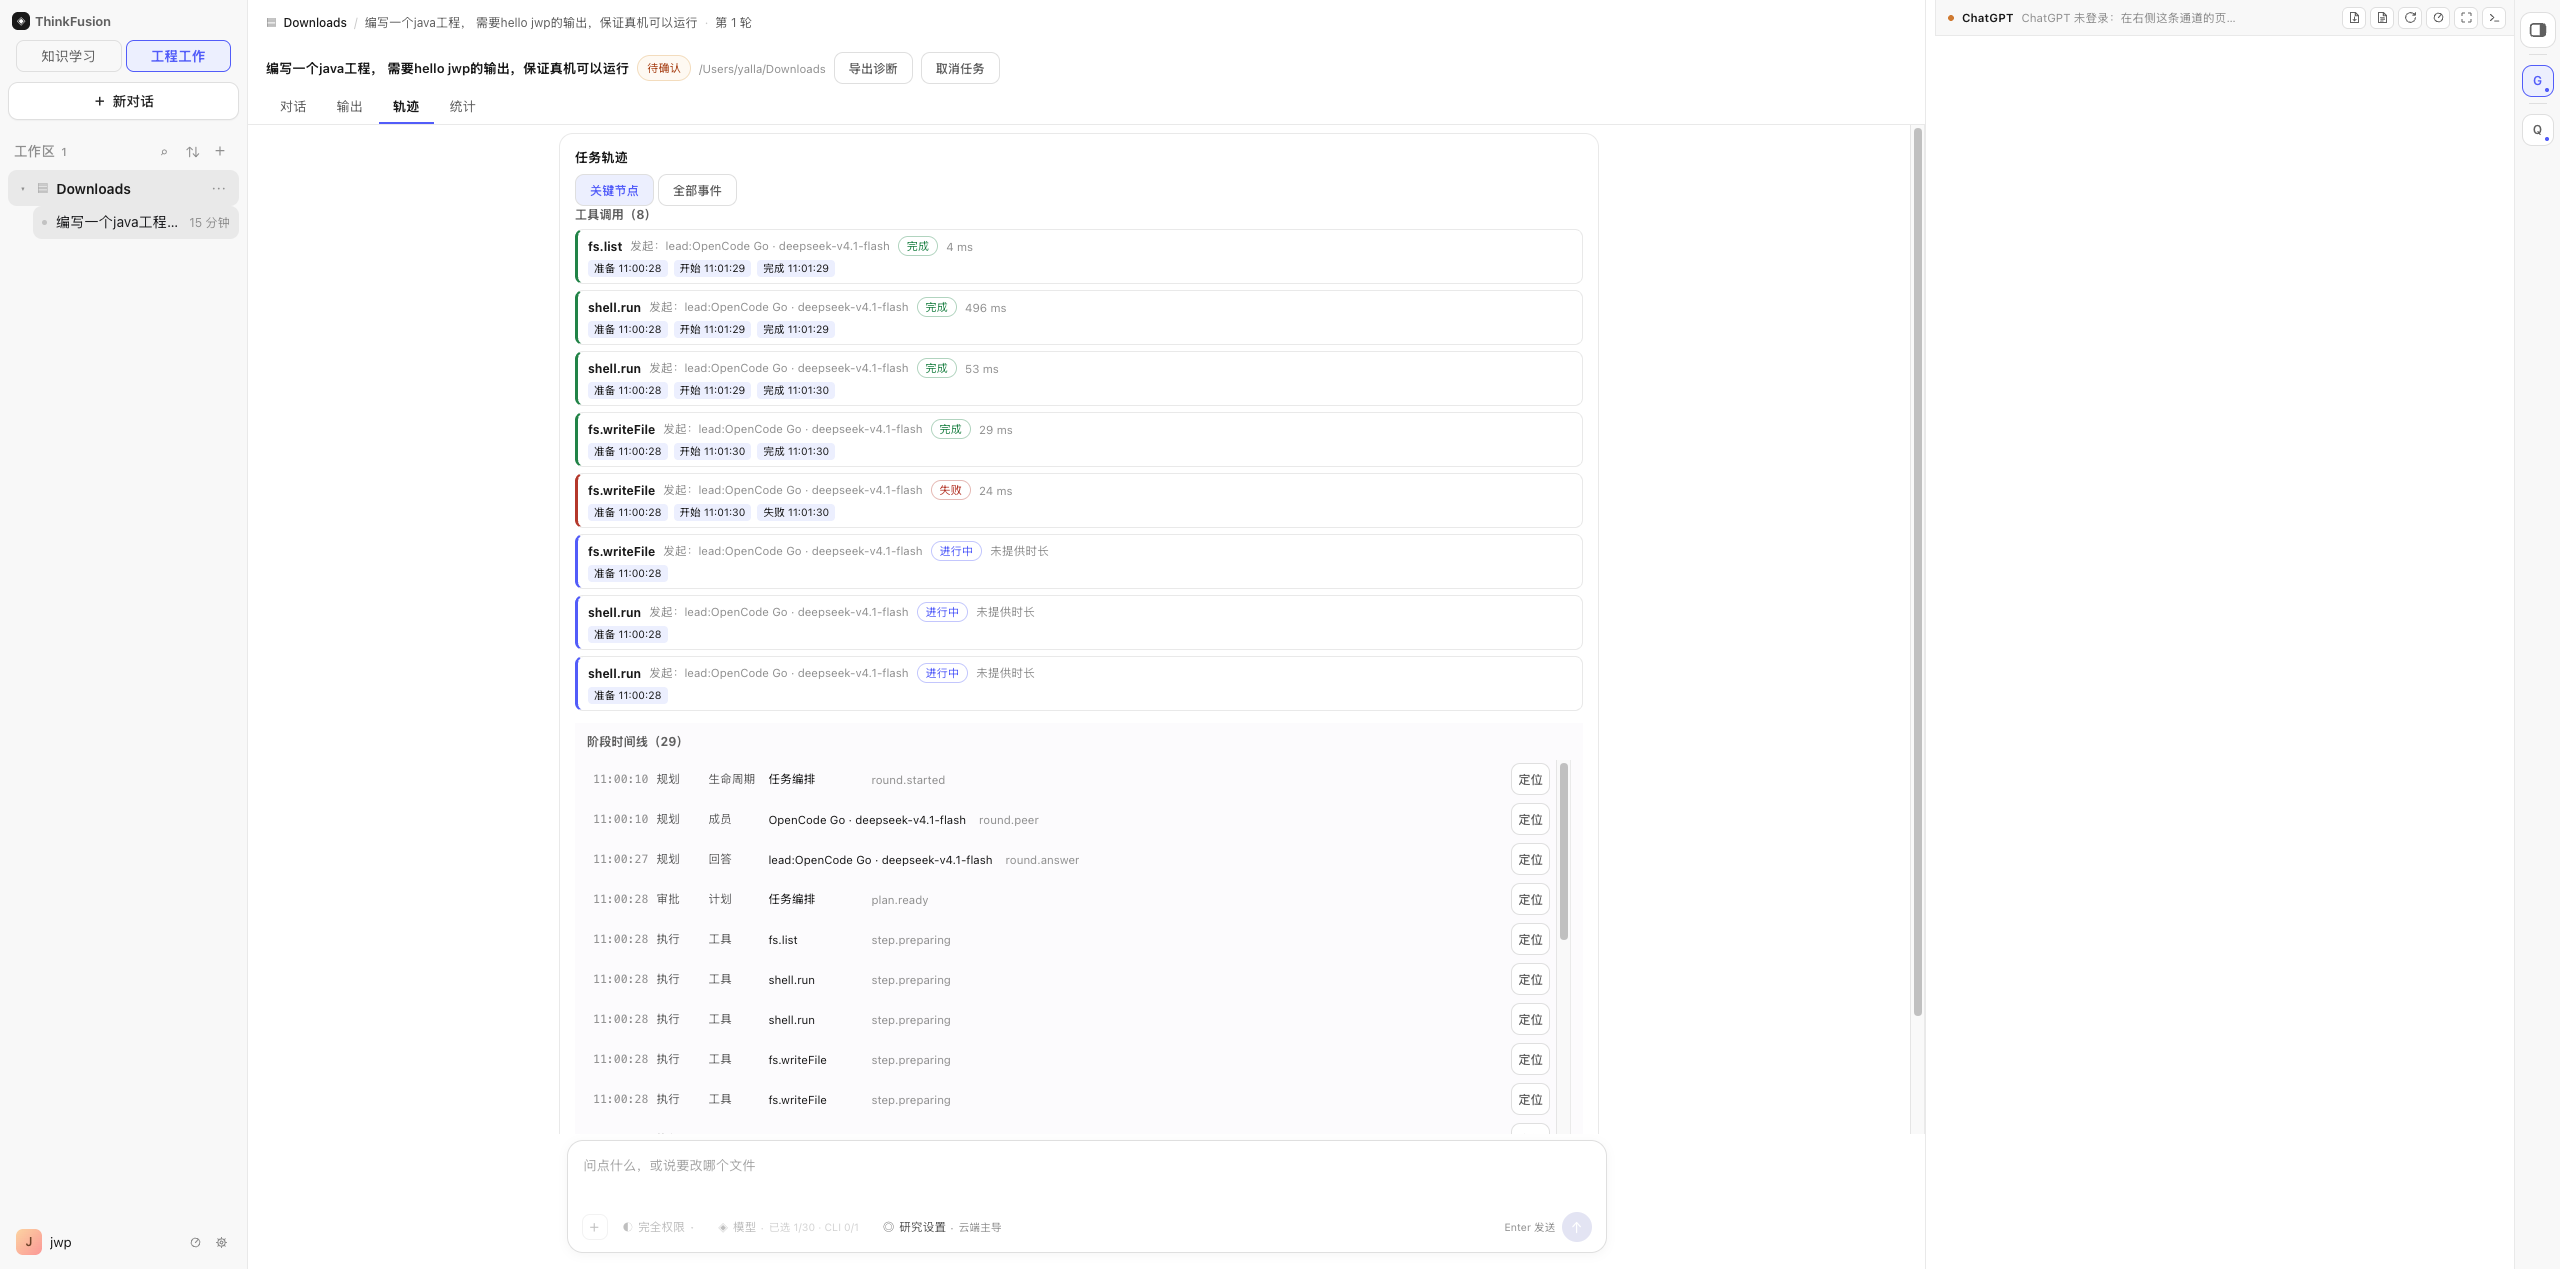 ThinkFusion
知识学习
工程工作
+ 新对话
工作区 1
Downloads
编写一个java工程... 15 分钟
jwp
J
Downloads / 编写一个java工程， 需要hello jwp的输出，保证真机可以运行 · 第 1 轮
编写一个java工程， 需要hello jwp的输出，保证真机可以运行 待确认 /Users/yalla/Downloads 导出诊断 取消任务
对话 输出 轨迹 统计
任务轨迹
关键节点 全部事件
工具调用（8）
fs.list 发起：lead:OpenCode Go · deepseek-v4.1-flash 完成 4 ms
准备 11:00:28 开始 11:01:29 完成 11:01:29
shell.run 发起：lead:OpenCode Go · deepseek-v4.1-flash 完成 496 ms
准备 11:00:28 开始 11:01:29 完成 11:01:29
shell.run 发起：lead:OpenCode Go · deepseek-v4.1-flash 完成 53 ms
准备 11:00:28 开始 11:01:29 完成 11:01:30
fs.writeFile 发起：lead:OpenCode Go · deepseek-v4.1-flash 完成 29 ms
准备 11:00:28 开始 11:01:30 完成 11:01:30
fs.writeFile 发起：lead:OpenCode Go · deepseek-v4.1-flash 失败 24 ms
准备 11:00:28 开始 11:01:30 失败 11:01:30
fs.writeFile 发起：lead:OpenCode Go · deepseek-v4.1-flash 进行中 未提供时长
准备 11:00:28
shell.run 发起：lead:OpenCode Go · deepseek-v4.1-flash 进行中 未提供时长
准备 11:00:28
shell.run 发起：lead:OpenCode Go · deepseek-v4.1-flash 进行中 未提供时长
准备 11:00:28
阶段时间线（29）
11:00:10 规划 生命周期 任务编排 round.started 定位
11:00:10 规划 成员 OpenCode Go · deepseek-v4.1-flash round.peer 定位
11:00:27 规划 回答 lead:OpenCode Go · deepseek-v4.1-flash round.answer 定位
11:00:28 审批 计划 任务编排 plan.ready 定位
11:00:28 执行 工具 fs.list step.preparing 定位
11:00:28 执行 工具 shell.run step.preparing 定位
11:00:28 执行 工具 shell.run step.preparing 定位
11:00:28 执行 工具 fs.writeFile step.preparing 定位
11:00:28 执行 工具 fs.writeFile step.preparing 定位
问点什么，或说要改哪个文件
+ 完全权限 · 模型 · 已选 1/30 · CLI 0/1 研究设置 · 云端主导 Enter 发送
ChatGPT ChatGPT 未登录：在右侧这条通道的页...
G
Q